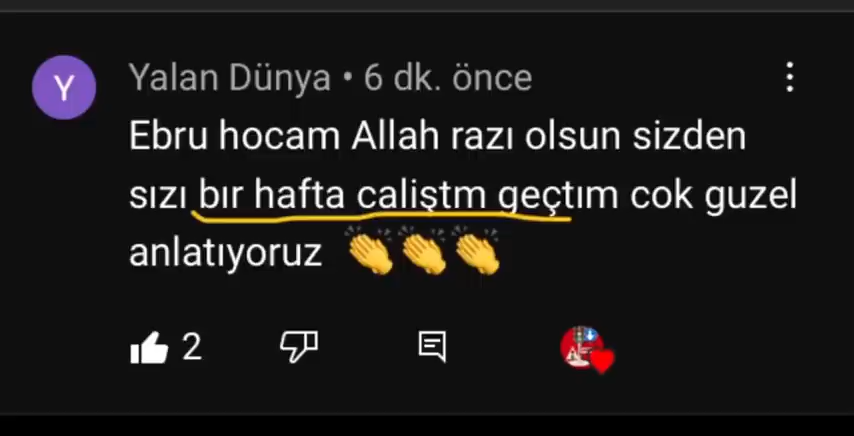 Y
Yalan Dünya • 6 dk. önce
Ebru hocam Allah razı olsun sizden
sızı bır hafta caliştm geçtım cok guzel
anlatıyoruz 👏👏👏
2